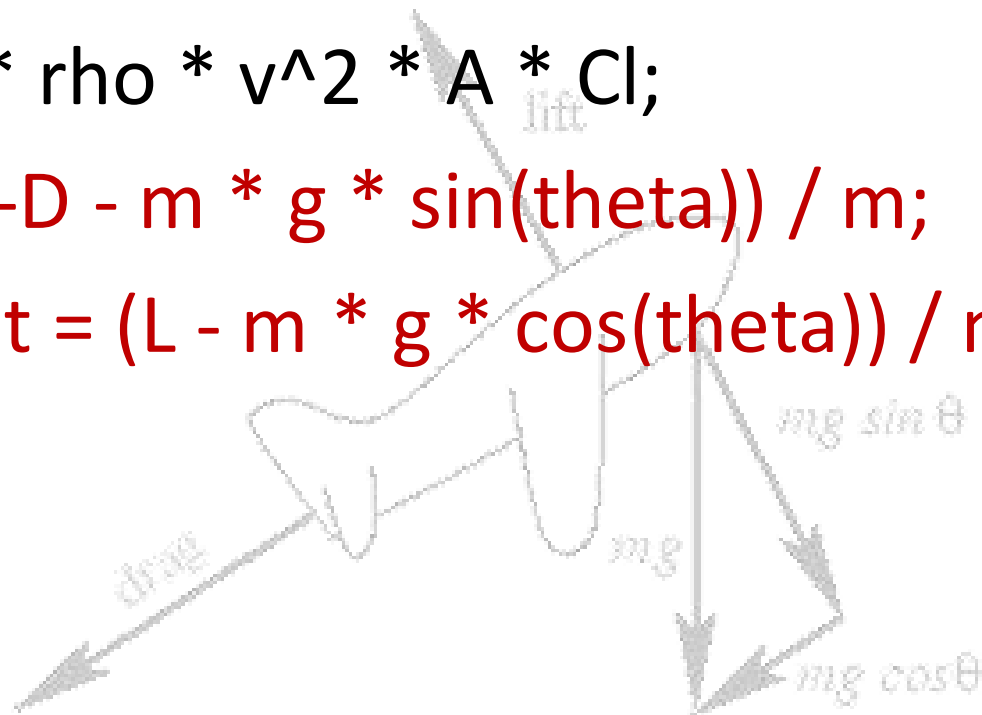 * rho * v^2 * A * Cl;
lift
-D - m * g * sin(theta)) / m;
t = (L - m * g * cos(theta)) /
mg sin θ
mg
drag
mg cosθ